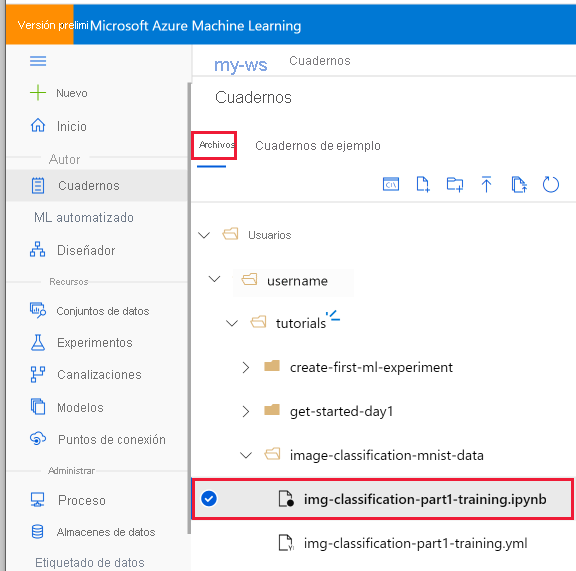 Versión prelimi Microsoft Azure Machine Learning
my-ws Cuadernos
Nuevo
Inicio
Autor
Cuadernos
ML automatizado
Diseñador
Recursos
Conjuntos de datos
Experimentos
Canalizaciones
Modelos
Puntos de conexión
Administrar
Proceso
Almacenes de datos
Etiquetado de datos
Cuadernos
Archivos Cuadernos de ejemplo
Usuarios
username
tutorials
create-first-ml-experiment
get-started-day1
image-classification-mnist-data
img-classification-part1-training.ipynb
img-classification-part1-training.yml